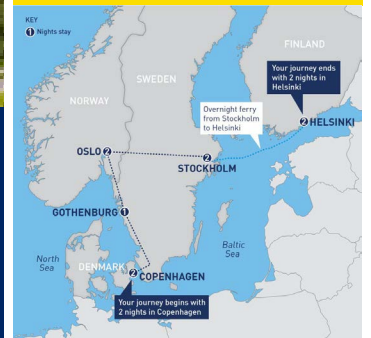 KEY
1 Nights stay
FINLAND
SWEDEN
NORWAY
Your journey ends
with 2 nights in
Helsinki
Overnight ferry
from Stockholm
to Helsinki
2 HELSINKI
OSLO 2
2
STOCKHOLM
GOTHENBURG 1
North
Sea
Baltic
Sea
DENMARK
2 COPENHAGEN
Your journey begins with
2 nights in Copenhagen